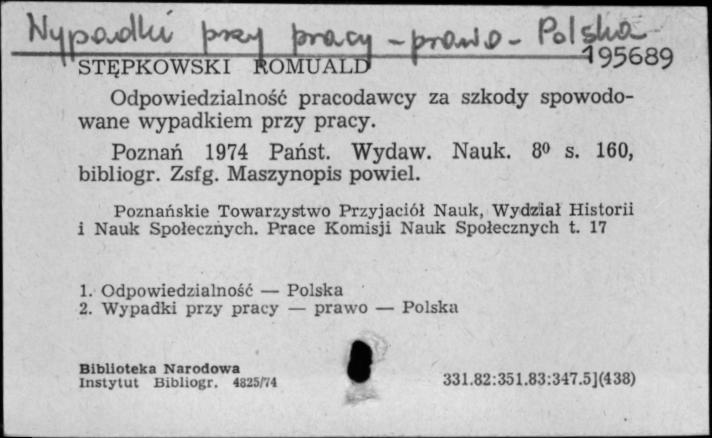 Wypadki przy pracy - prawo - Polska
195689
STĘPKOWSKI ROMUALD
Odpowiedzialność pracodawcy za szkody spowodo-
wane wypadkiem przy pracy.
Poznań 1974 Państ. Wydaw. Nauk. 8⁰ s. 160,
bibliogr. Zsfg. Maszynopis powiel.
Poznańskie Towarzystwo Przyjaciół Nauk, Wydział Historii
i Nauk Społecznych. Prace Komisji Nauk Społecznych t. 17
1. Odpowiedzialność — Polska
2. Wypadki przy pracy — prawo — Polska
Biblioteka Narodowa
Instytut Bibliogr. 4825/74
331.82:351.83:347.5](438)